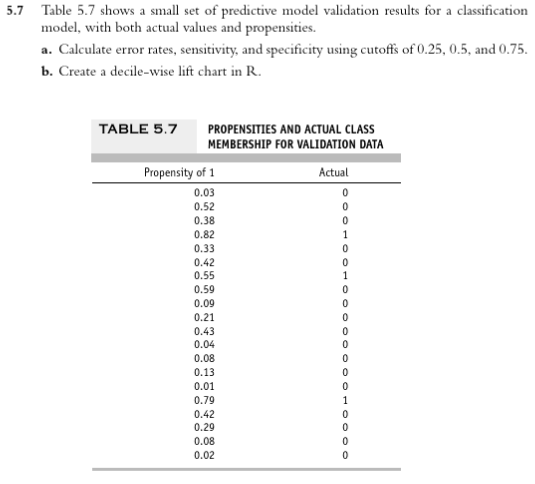 5.7 Table 5.7 shows a small set of predictive model validation results for a classification
model, with both actual values and propensities.
a. Calculate error rates, sensitivity, and specificity using cutoffs of 0.25, 0.5, and 0.75.
b. Create a decile-wise lift chart in R.
TABLE 5.7 PROPENSITIES AND ACTUAL CLASS
MEMBERSHIP FOR VALIDATION DATA
Propensity of 1 Actual
0.03 0
0.52 0
0.38 0
0.82 1
0.33 0
0.42 0
0.55 1
0.59 0
0.09 0
0.21 0
0.43 0
0.04 0
0.08 0
0.13 0
0.01 0
0.79 1
0.42 0
0.29 0
0.08 0
0.02 0